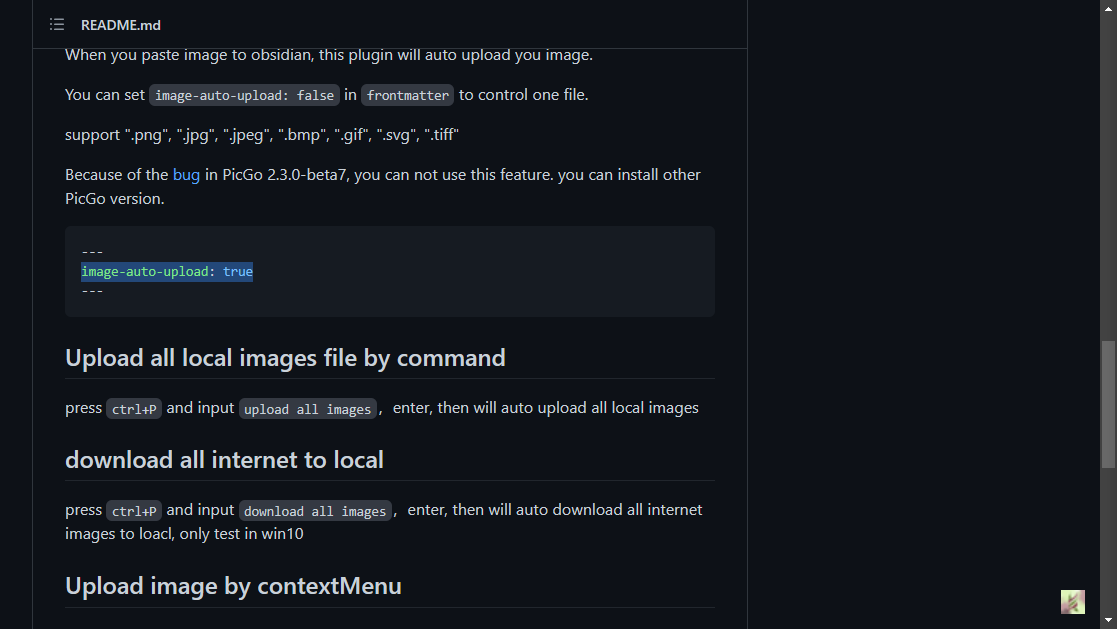 README.md
When you paste image to obsidian, this plugin will auto upload you image.
You can set image-auto-upload: false in frontmatter to control one file.
support ".png", ".jpg", ".jpeg", ".bmp", ".gif", ".svg", ".tiff"
Because of the bug in PicGo 2.3.0-beta7, you can not use this feature. you can install other
PicGo version.
---
image-auto-upload: true
---
Upload all local images file by command
press ctrl+P and input upload all images， enter, then will auto upload all local images
download all internet to local
press ctrl+P and input download all images， enter, then will auto download all internet
images to loacl, only test in win10
Upload image by contextMenu